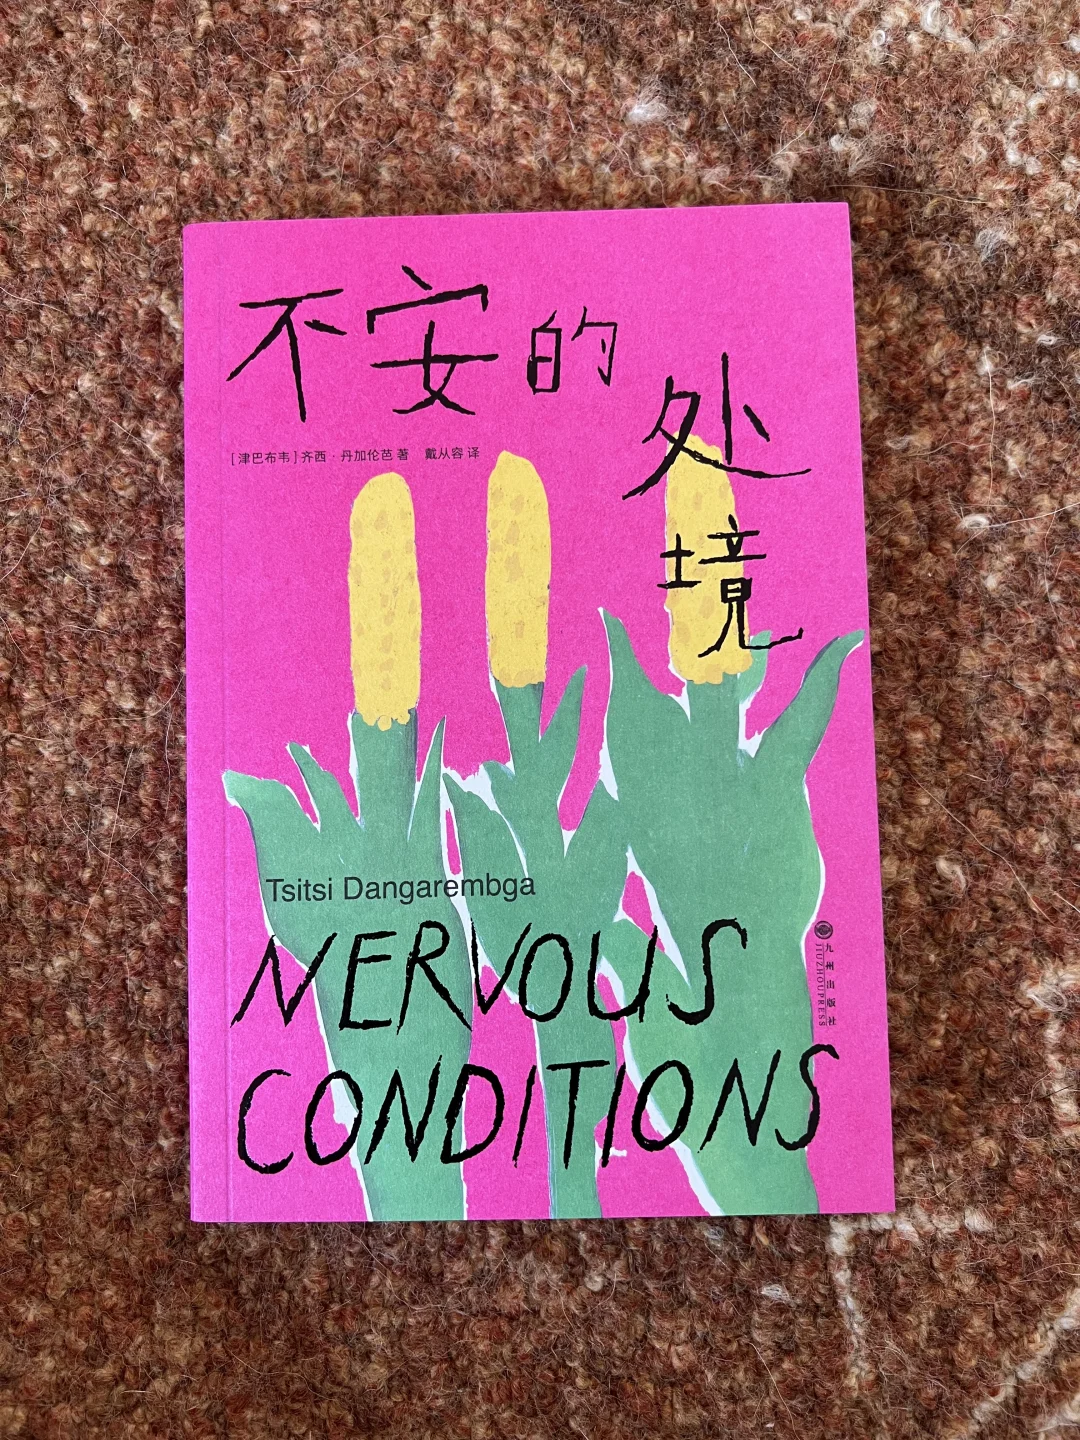 不安的
处
境
[津巴布韦]齐西·丹加伦芭 著 戴从容 译
Tsitsi Dangarembga
NERVOUS
CONDITIONS
九州出版社
JIUZHOUPRESS